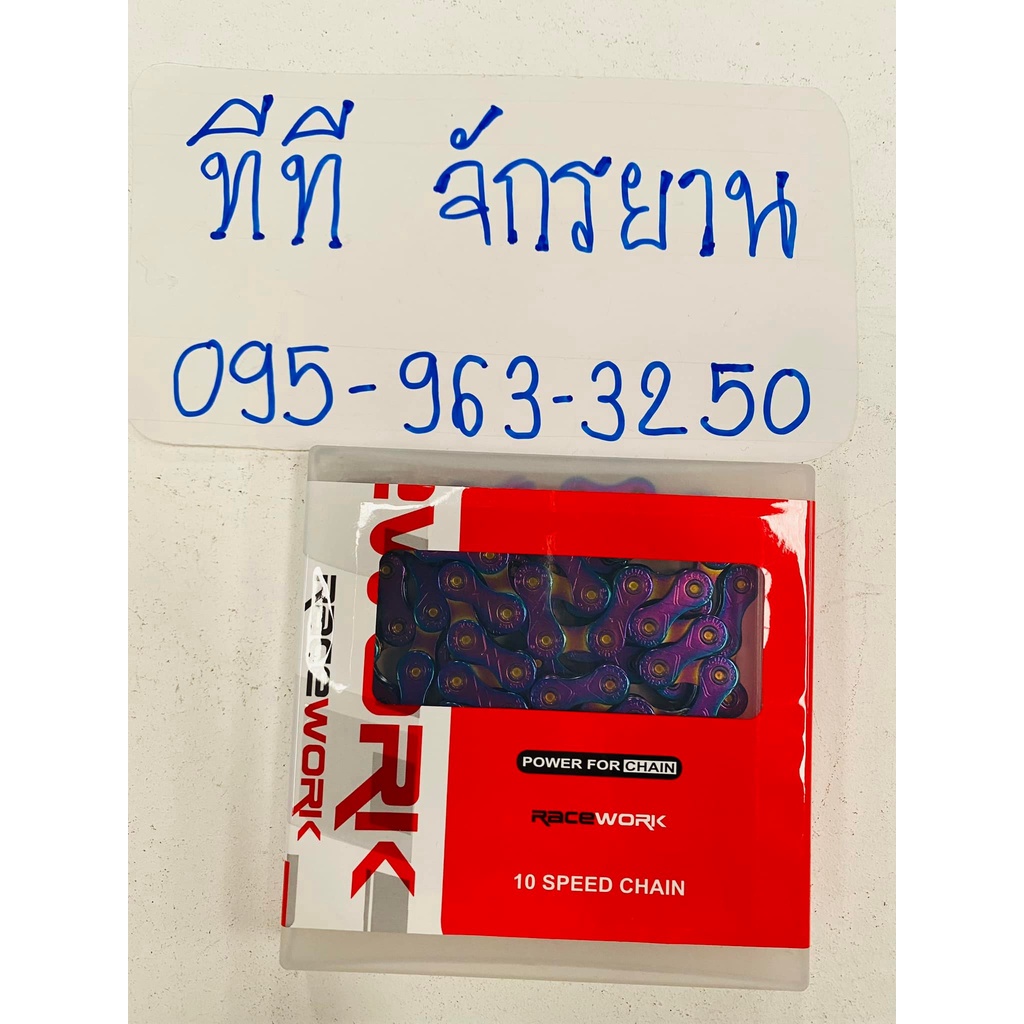 ทีที จักรยาน
095-963-3250
RACEWORK
RACEWORK
POWER FOR CHAIN
RACEWORK
10 SPEED CHAIN